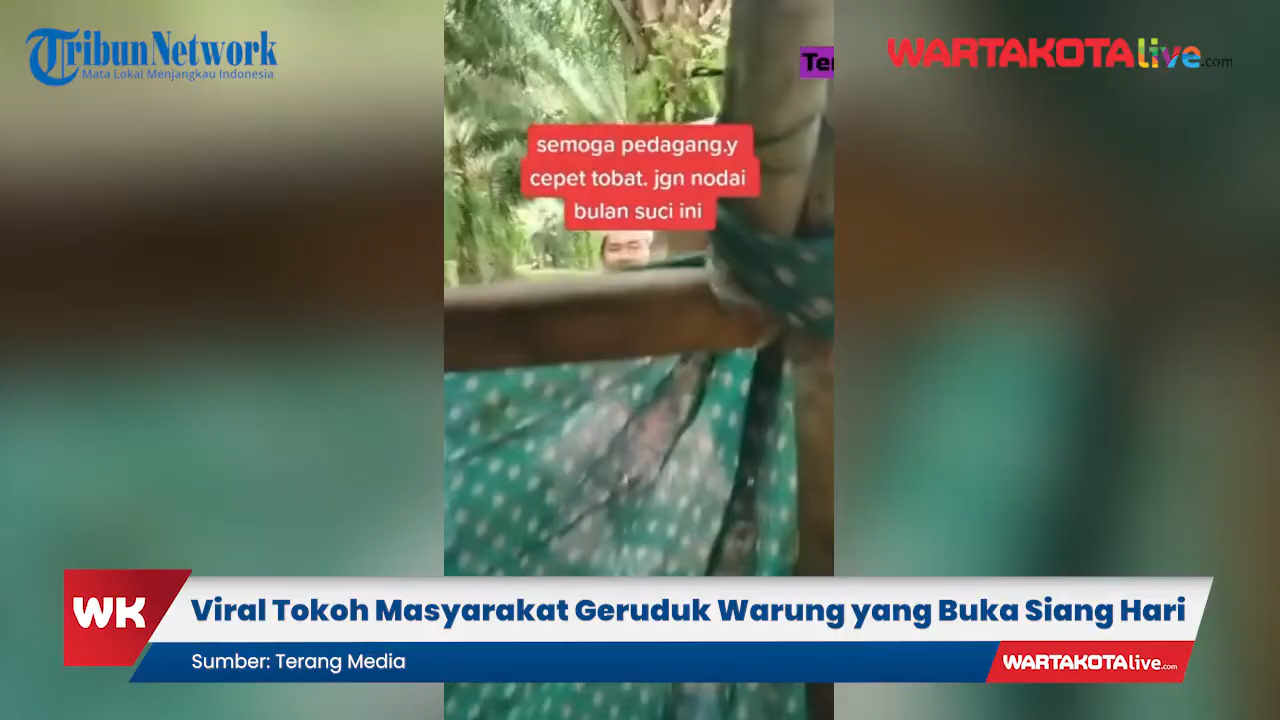 TribunNetwork
Mata Lokal Menjangkau Indonesia
WARTAKOTAlive.com
Ter
semoga pedagang.y
cepet tobat. jgn nodai
bulan suci ini
WK
Viral Tokoh Masyarakat Geruduk Warung yang Buka Siang Hari
Sumber: Terang Media
WARTAKOTAlive.com